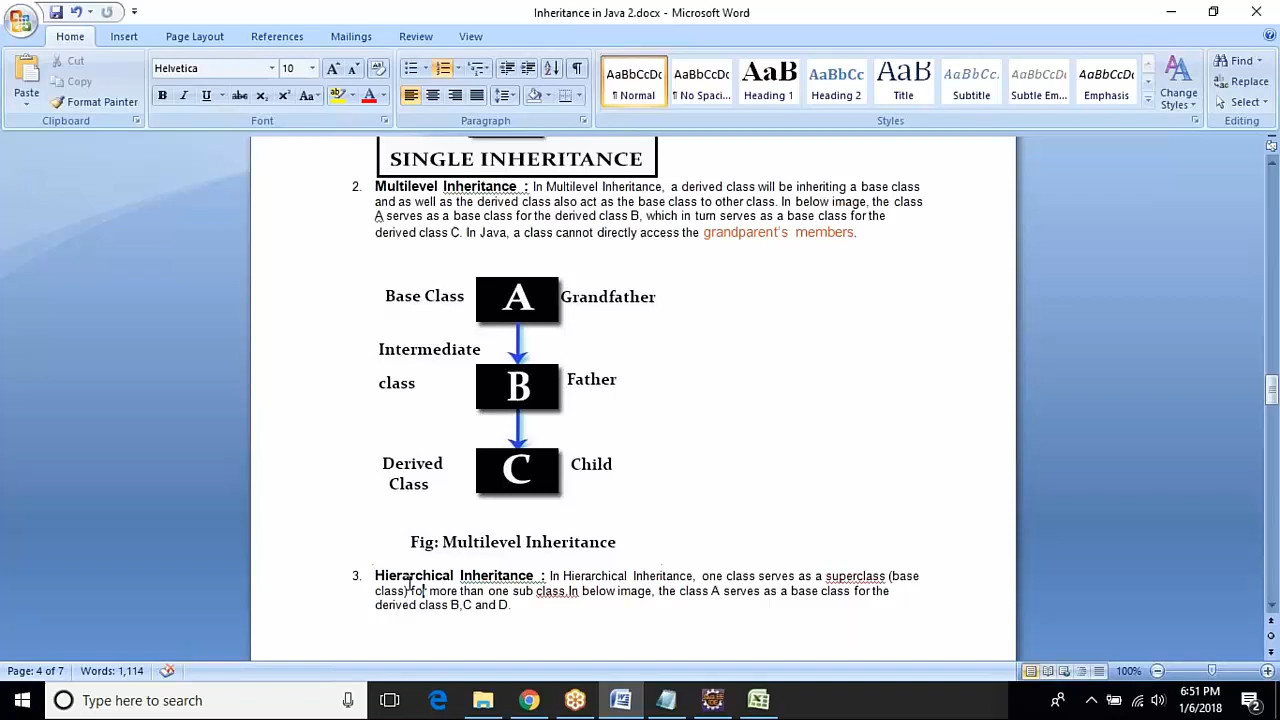 Inheritance in Java 2.docx - Microsoft Word
Home Insert Page Layout References Mailings Review View
Paste
Cut
Copy
Format Painter
Clipboard
Helvetica 10
B I U abc x₂ x² Aa A
Font
Paragraph
AaBbCcDc AaBbCcDc AaB AaBbCc AaB AaBbCc. AaBbCcDc AaBbCcDc
¶ Normal ¶ No Spaci... Heading 1 Heading 2 Title Subtitle Subtle Em... Emphasis
Change
Styles
Styles
Find
Replace
Select
Editing
SINGLE INHERITANCE
2. Multilevel Inheritance : In Multilevel Inheritance, a derived class will be inheriting a base class
and as well as the derived class also act as the base class to other class. In below image, the class
A serves as a base class for the derived class B, which in turn serves as a base class for the
derived class C. In Java, a class cannot directly access the grandparent's members.
Base Class A Grandfather
Intermediate
class B Father
Derived
Class C Child
Fig: Multilevel Inheritance
3. Hierarchical Inheritance : In Hierarchical Inheritance, one class serves as a superclass (base
class) for more than one sub class.In below image, the class A serves as a base class for the
derived class B,C and D.
Page: 4 of 7 Words: 1,114 100%
Type here to search
6:51 PM
1/6/2018
2